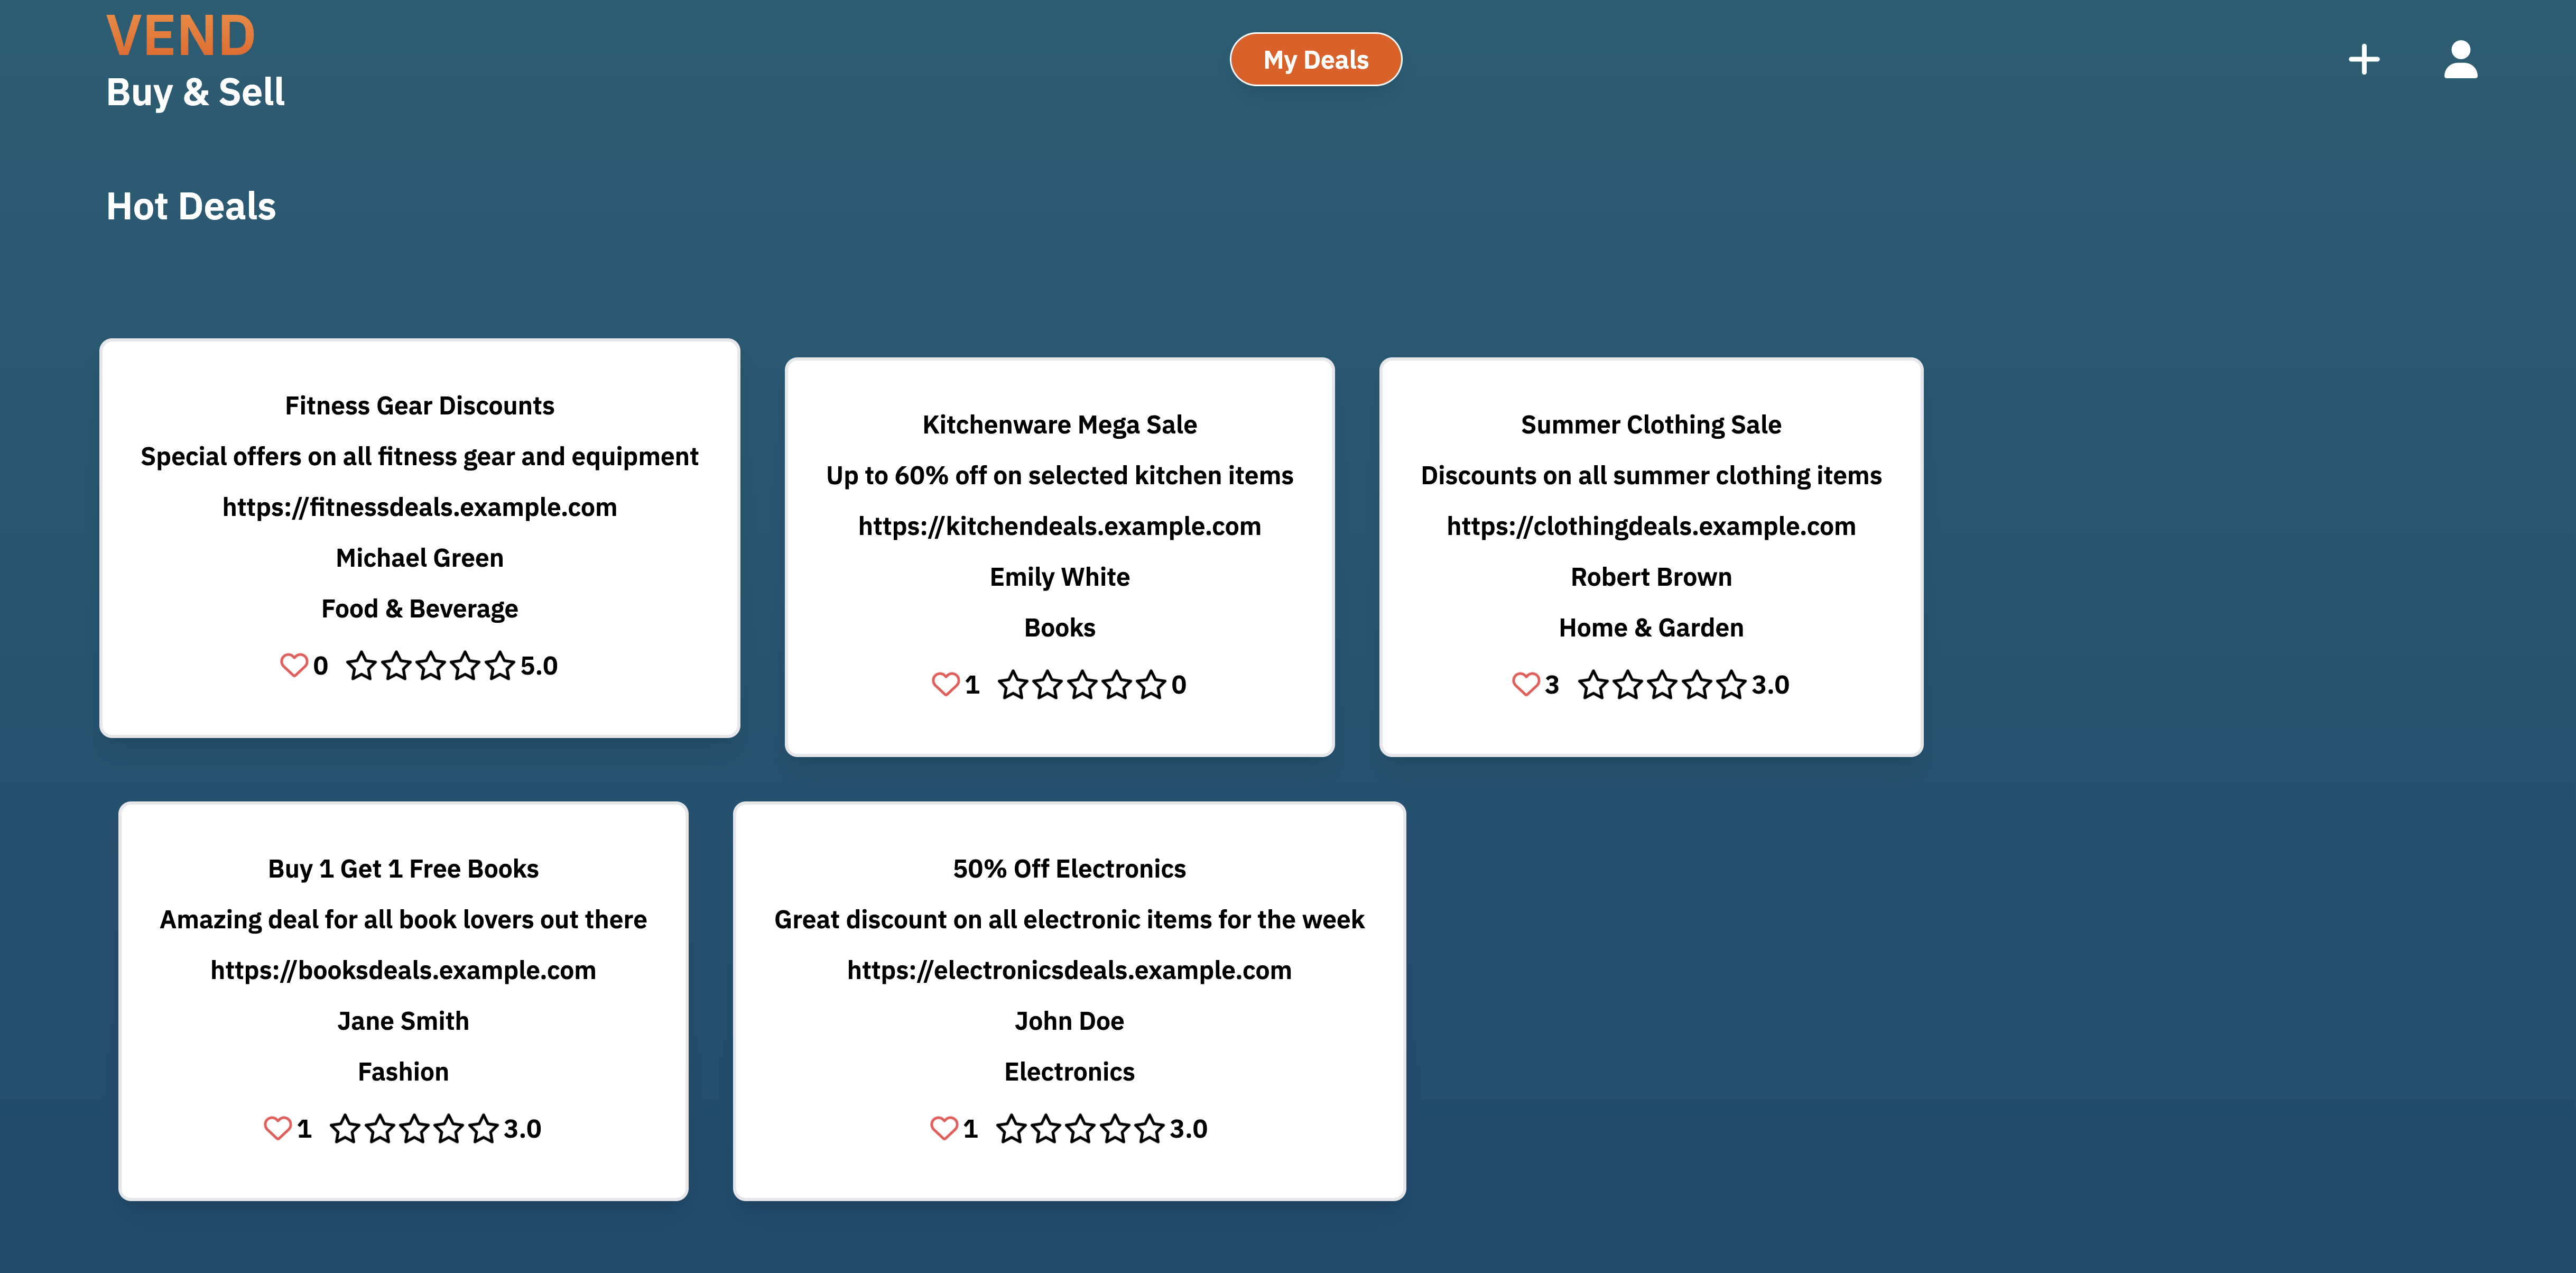 VEND
Buy & Sell
My Deals
Hot Deals
Fitness Gear Discounts
Special offers on all fitness gear and equipment
https://fitnessdeals.example.com
Michael Green
Food & Beverage
0 5.0
Kitchenware Mega Sale
Up to 60% off on selected kitchen items
https://kitchendeals.example.com
Emily White
Books
1 0
Summer Clothing Sale
Discounts on all summer clothing items
https://clothingdeals.example.com
Robert Brown
Home & Garden
3 3.0
Buy 1 Get 1 Free Books
Amazing deal for all book lovers out there
https://booksdeals.example.com
Jane Smith
Fashion
1 3.0
50% Off Electronics
Great discount on all electronic items for the week
https://electronicsdeals.example.com
John Doe
Electronics
1 3.0